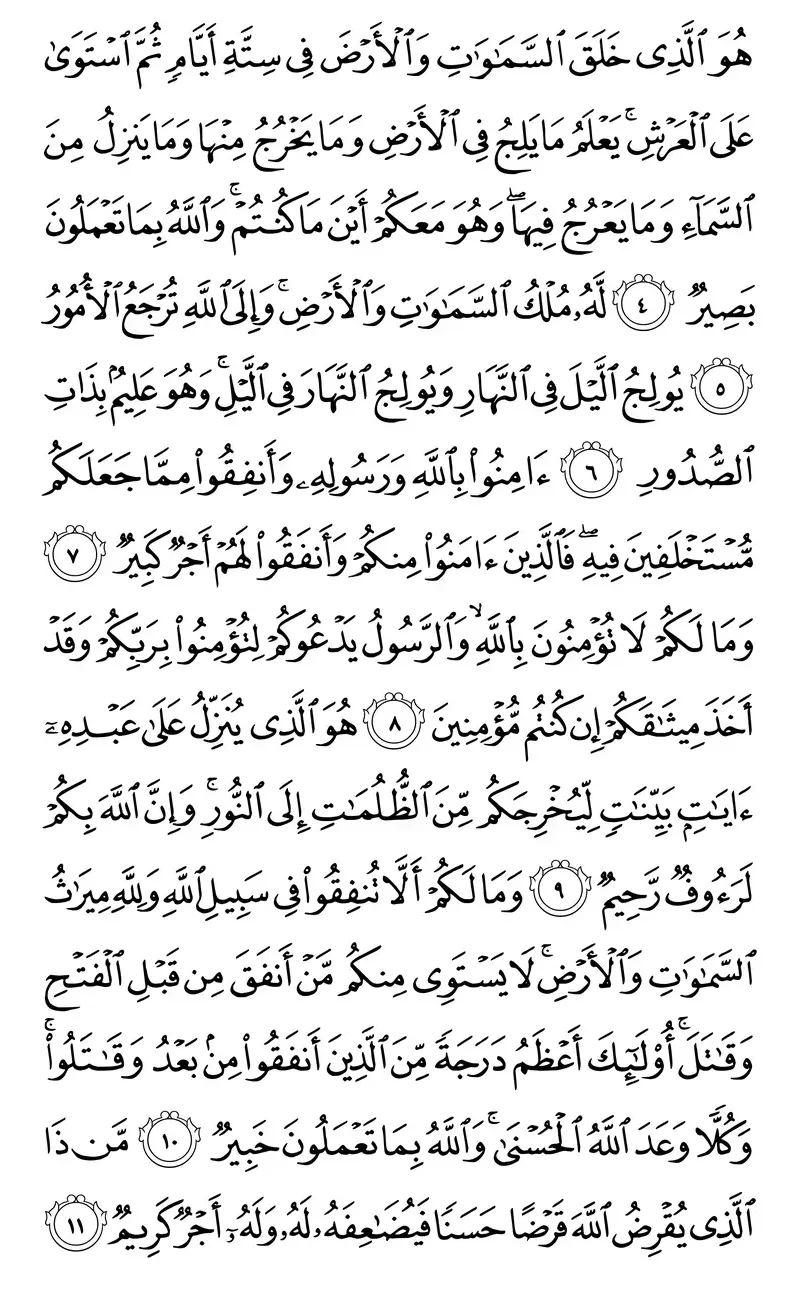 هُوَ ٱلَّذِى خَلَقَ ٱلسَّمَٰوَٰتِ وَٱلْأَرْضَ فِى سِتَّةِ أَيَّامٍۢ ثُمَّ ٱسْتَوَىٰ
عَلَى ٱلْعَرْشِ ۚ يَعْلَمُ مَا يَلِجُ فِى ٱلْأَرْضِ وَمَا يَخْرُجُ مِنْهَا وَمَا يَنزِلُ مِنَ
ٱلسَّمَآءِ وَمَا يَعْرُجُ فِيهَا ۖ وَهُوَ مَعَكُمْ أَيْنَ مَا كُنتُمْ ۚ وَٱللَّهُ بِمَا تَعْمَلُونَ
بَصِيرٌۭ ٤ لَّهُۥ مُلْكُ ٱلسَّمَٰوَٰتِ وَٱلْأَرْضِ ۚ وَإِلَى ٱللَّهِ تُرْجَعُ ٱلْأُمُورُ
٥ يُولِجُ ٱلَّيْلَ فِى ٱلنَّهَارِ وَيُولِجُ ٱلنَّهَارَ فِى ٱلَّيْلِ ۚ وَهُوَ عَلِيمٌۢ بِذَاتِ
ٱلصُّدُورِ ٦ ءَامِنُوا۟ بِٱللَّهِ وَرَسُولِهِۦ وَأَنفِقُوا۟ مِمَّا جَعَلَكُم
مُّسْتَخْلَفِينَ فِيهِ ۖ فَٱلَّذِينَ ءَامَنُوا۟ مِنكُمْ وَأَنفَقُوا۟ لَهُمْ أَجْرٌۭ كَبِيرٌۭ ٧
وَمَا لَكُمْ لَا تُؤْمِنُونَ بِٱللَّهِ ۙ وَٱلرَّسُولُ يَدْعُوكُمْ لِتُؤْمِنُوا۟ بِرَبِّكُمْ وَقَدْ
أَخَذَ مِيثَٰقَكُمْ إِن كُنتُم مُّؤْمِنِينَ ٨ هُوَ ٱلَّذِى يُنَزِّلُ عَلَىٰ عَبْدِهِۦٓ
ءَايَٰتٍۭ بَيِّنَٰتٍۢ لِّيُخْرِجَكُم مِّنَ ٱلظُّلُمَٰتِ إِلَى ٱلنُّورِ ۚ وَإِنَّ ٱللَّهَ بِكُمْ
لَرَءُوفٌۭ رَّحِيمٌۭ ٩ وَمَا لَكُمْ أَلَّا تُنفِقُوا۟ فِى سَبِيلِ ٱللَّهِ وَلِلَّهِ مِيرَٰثُ
ٱلسَّمَٰوَٰتِ وَٱلْأَرْضِ ۚ لَا يَسْتَوِى مِنكُم مَّنْ أَنفَقَ مِن قَبْلِ ٱلْفَتْحِ
وَقَٰتَلَ ۚ أُو۟لَٰٓئِكَ أَعْظَمُ دَرَجَةًۭ مِّنَ ٱلَّذِينَ أَنفَقُوا۟ مِنۢ بَعْدُ وَقَٰتَلُوا۟ ۚ
وَكُلًّۭا وَعَدَ ٱللَّهُ ٱلْحُسْنَىٰ ۚ وَٱللَّهُ بِمَا تَعْمَلُونَ خَبِيرٌۭ ١٠ مَّن ذَا
ٱلَّذِى يُقْرِضُ ٱللَّهَ قَرْضًا حَسَنًۭا فَيُضَٰعِفَهُۥ لَهُۥ وَلَهُۥٓ أَجْرٌۭ كَرِيمٌۭ ١١